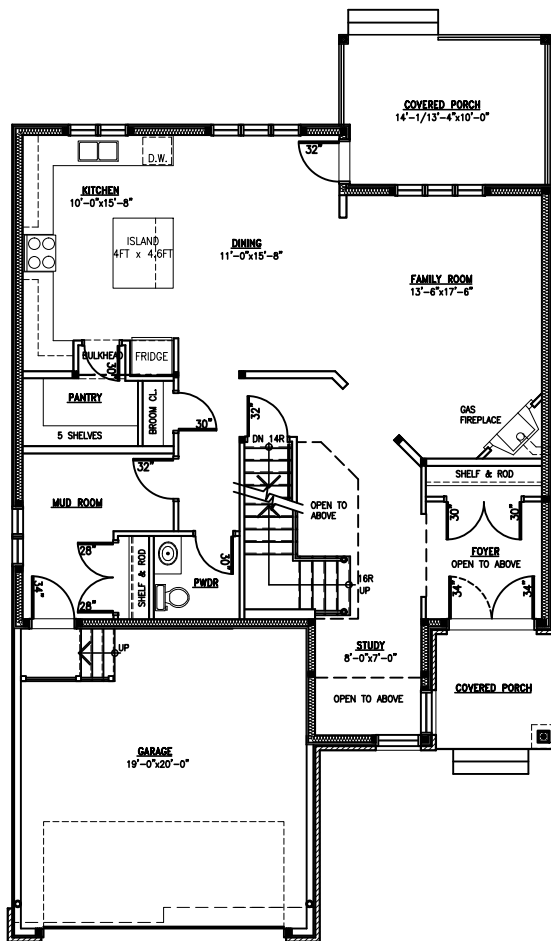 COVERED PORCH
14'-1/13'-4"x10'-0"
32"
D.W.
KITCHEN
10'-0"x15'-8"
ISLAND
4FT x 4.6FT
DINING
11'-0"x15'-8"
FAMILY ROOM
13'-6"x17'-6"
BULKHEAD
30"
FRIDGE
PANTRY
5 SHELVES
BROOM CL.
30"
32"
DN 14R
GAS
FIREPLACE
SHELF & ROD
32"
MUD ROOM
OPEN TO
ABOVE
30"
30"
FOYER
OPEN TO ABOVE
28"
28"
SHELF & ROD
PWDR
30"
16R
UP
34"
34"
34"
UP
STUDY
8'-0"x7'-0"
OPEN TO ABOVE
COVERED PORCH
GARAGE
19'-0"x20'-0"